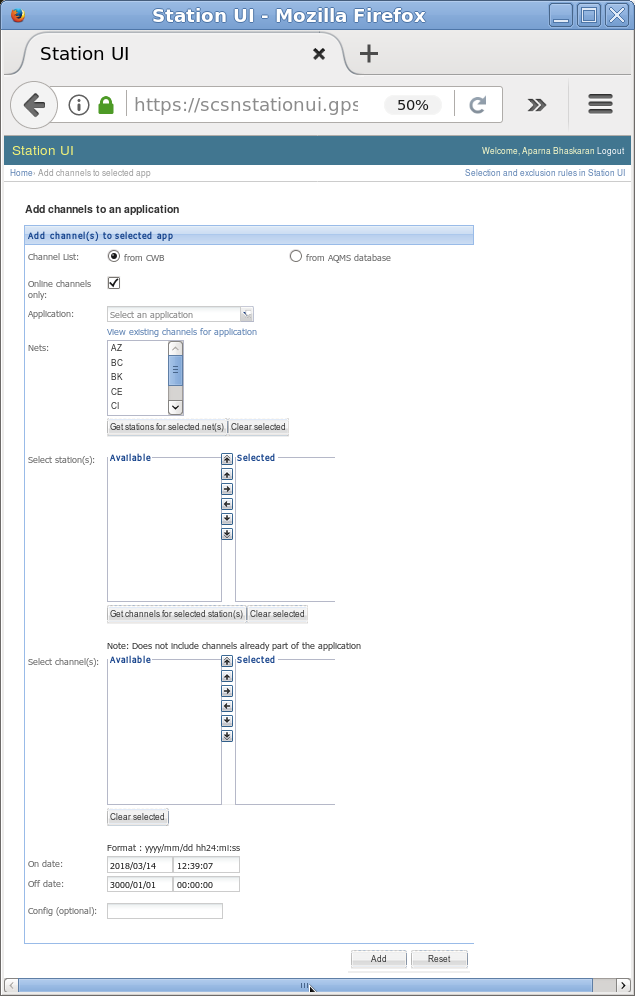 Station UI - Mozilla Firefox
Station UI
https://scsnstationui.gps 50%
Station UI
Welcome, Aparna Bhaskaran Logout
Home› Add channels to selected app
Selection and exclusion rules in Station UI
Add channels to an application
Add channel(s) to selected app
Channel List: from CWB from AQMS database
Online channels
only:
Application: Select an application
View existing channels for application
Nets: AZ
BC
BK
CE
CI
Get stations for selected net(s) Clear selected
Select station(s): Available Selected
Get channels for selected station(s) Clear selected
Note: Does not include channels already part of the application
Select channel(s): Available Selected
Clear selected
Format : yyyy/mm/dd hh24:mi:ss
On date: 2018/03/14 12:39:07
Off date: 3000/01/01 00:00:00
Config (optional):
Add Reset